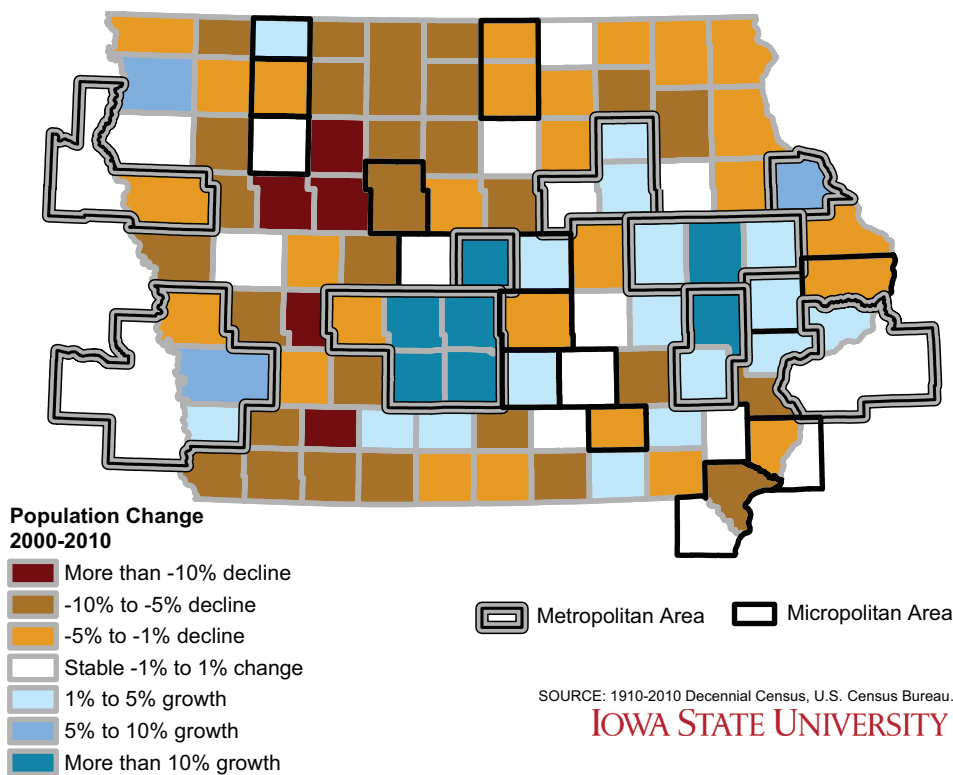 Population Change
2000-2010
More than -10% decline
-10% to -5% decline
-5% to -1% decline
Stable -1% to 1% change
1% to 5% growth
5% to 10% growth
More than 10% growth
Metropolitan Area
Micropolitan Area
SOURCE: 1910-2010 Decennial Census, U.S. Census Bureau.
IOWA STATE UNIVERSITY